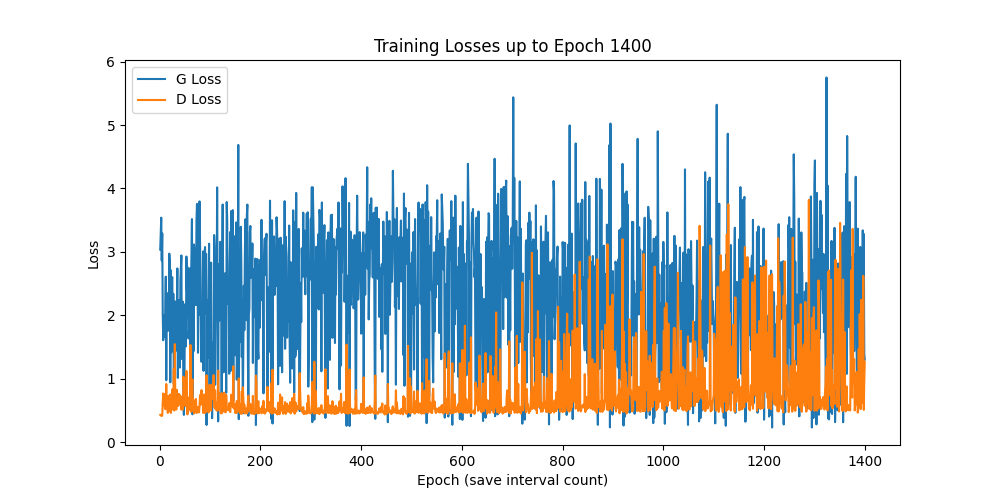 Training Losses up to Epoch 1400
G Loss
D Loss
Loss
6
5
4
3
2
1
0
0 200 400 600 800 1000 1200 1400
Epoch (save interval count)